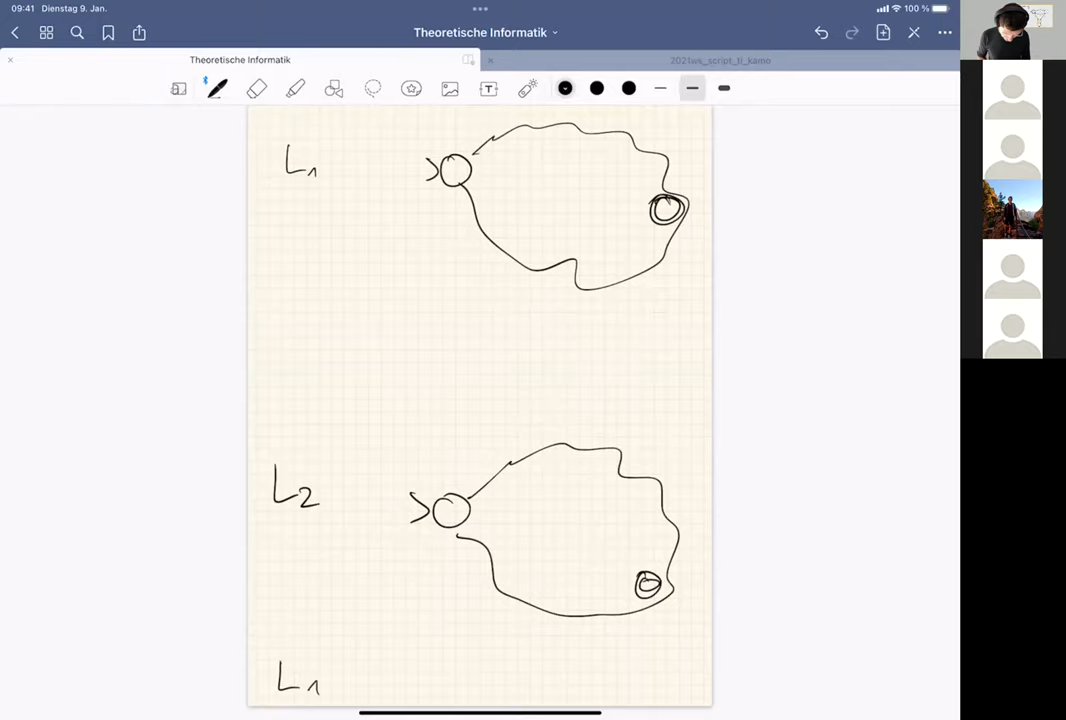 09:41 Dienstag 9. Jan.
100 %
Theoretische Informatik
Theoretische Informatik
2021ws_script_ti_kamo
T
L1
>
L2
>
L1